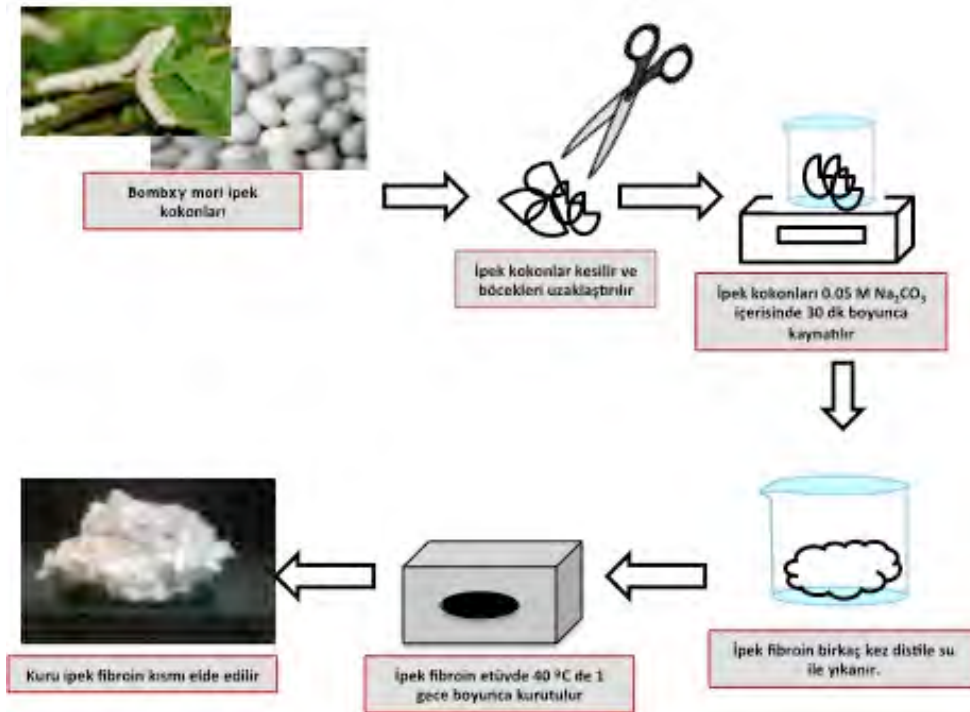 Bombxy mori ipek
kokonları
İpek kokonlar kesilir ve
böcekleri uzaklaştırılır
İpek kokonları 0.05 M Na₂CO₃
içerisinde 30 dk boyunca
kaynatılır
İpek fibroin birkaç kez distile su
ile yıkanır.
İpek fibroin etüvde 40 ºC de 1
gece boyunca kurutulur
Kuru ipek fibroin kısmı elde edilir